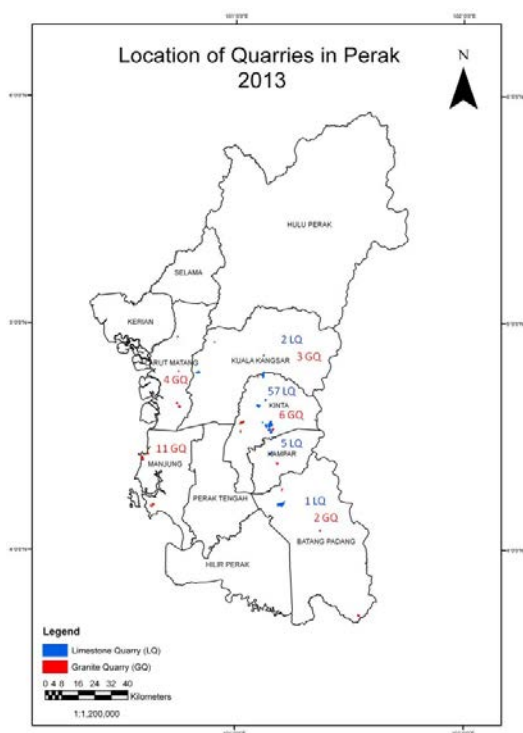 Location of Quarries in Perak
2013
N
HULU PERAK
SELAMA
KERIAN
RUT MATANG
4 GQ
2 LQ
KUALA KANGSAR
3 GQ
57 LQ
KINTA
6 GQ
5 LQ
KAMPAR
11 GQ
MANJUNG
PERAK TENGAH
1 LQ
2 GQ
BATANG PADANG
HILIR PERAK
Legend
Limestone Quarry (LQ)
Granite Quarry (GQ)
0 4 8 16 24 32 40
Kilometers
1:1,200,000